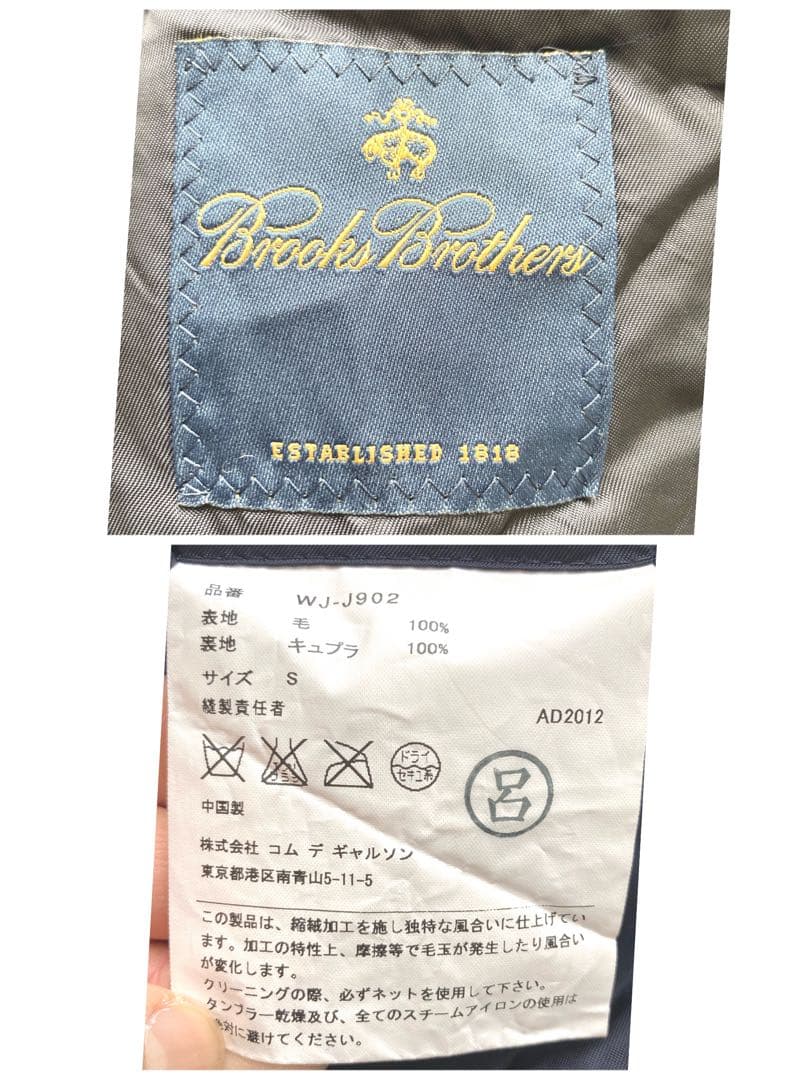 Brooks Brothers
ESTABLISHED 1818
品番 WJ-J902
表地 毛 100%
裏地 キュプラ 100%
サイズ S
縫製責任者 AD2012
ドライ
セキユ系
呂
中国製
株式会社 コム デ ギャルソン
東京都港区南青山5-11-5
この製品は、縮絨加工を施し独特な風合いに仕上げてい
ます。加工の特性上、摩擦等で毛玉が発生したり風合い
が変化します。
クリーニングの際、必ずネットを使用して下さい。
タンブラー乾燥及び、全てのスチームアイロンの使用は
絶対に避けてください。